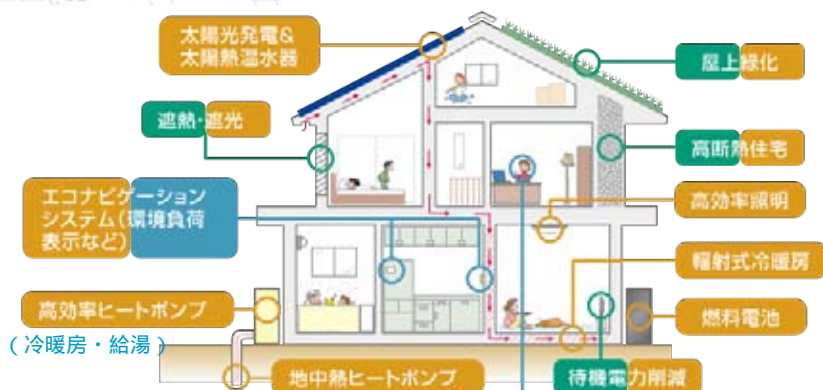 太陽光発電&
太陽熱温水器
屋上緑化
遮熱・遮光
高断熱住宅
エコナビゲーション
システム(環境負荷
表示など)
高効率照明
輻射式冷暖房
高効率ヒートポンプ
(冷暖房・給湯)
燃料電池
地中熱ヒートポンプ
待機電力削減